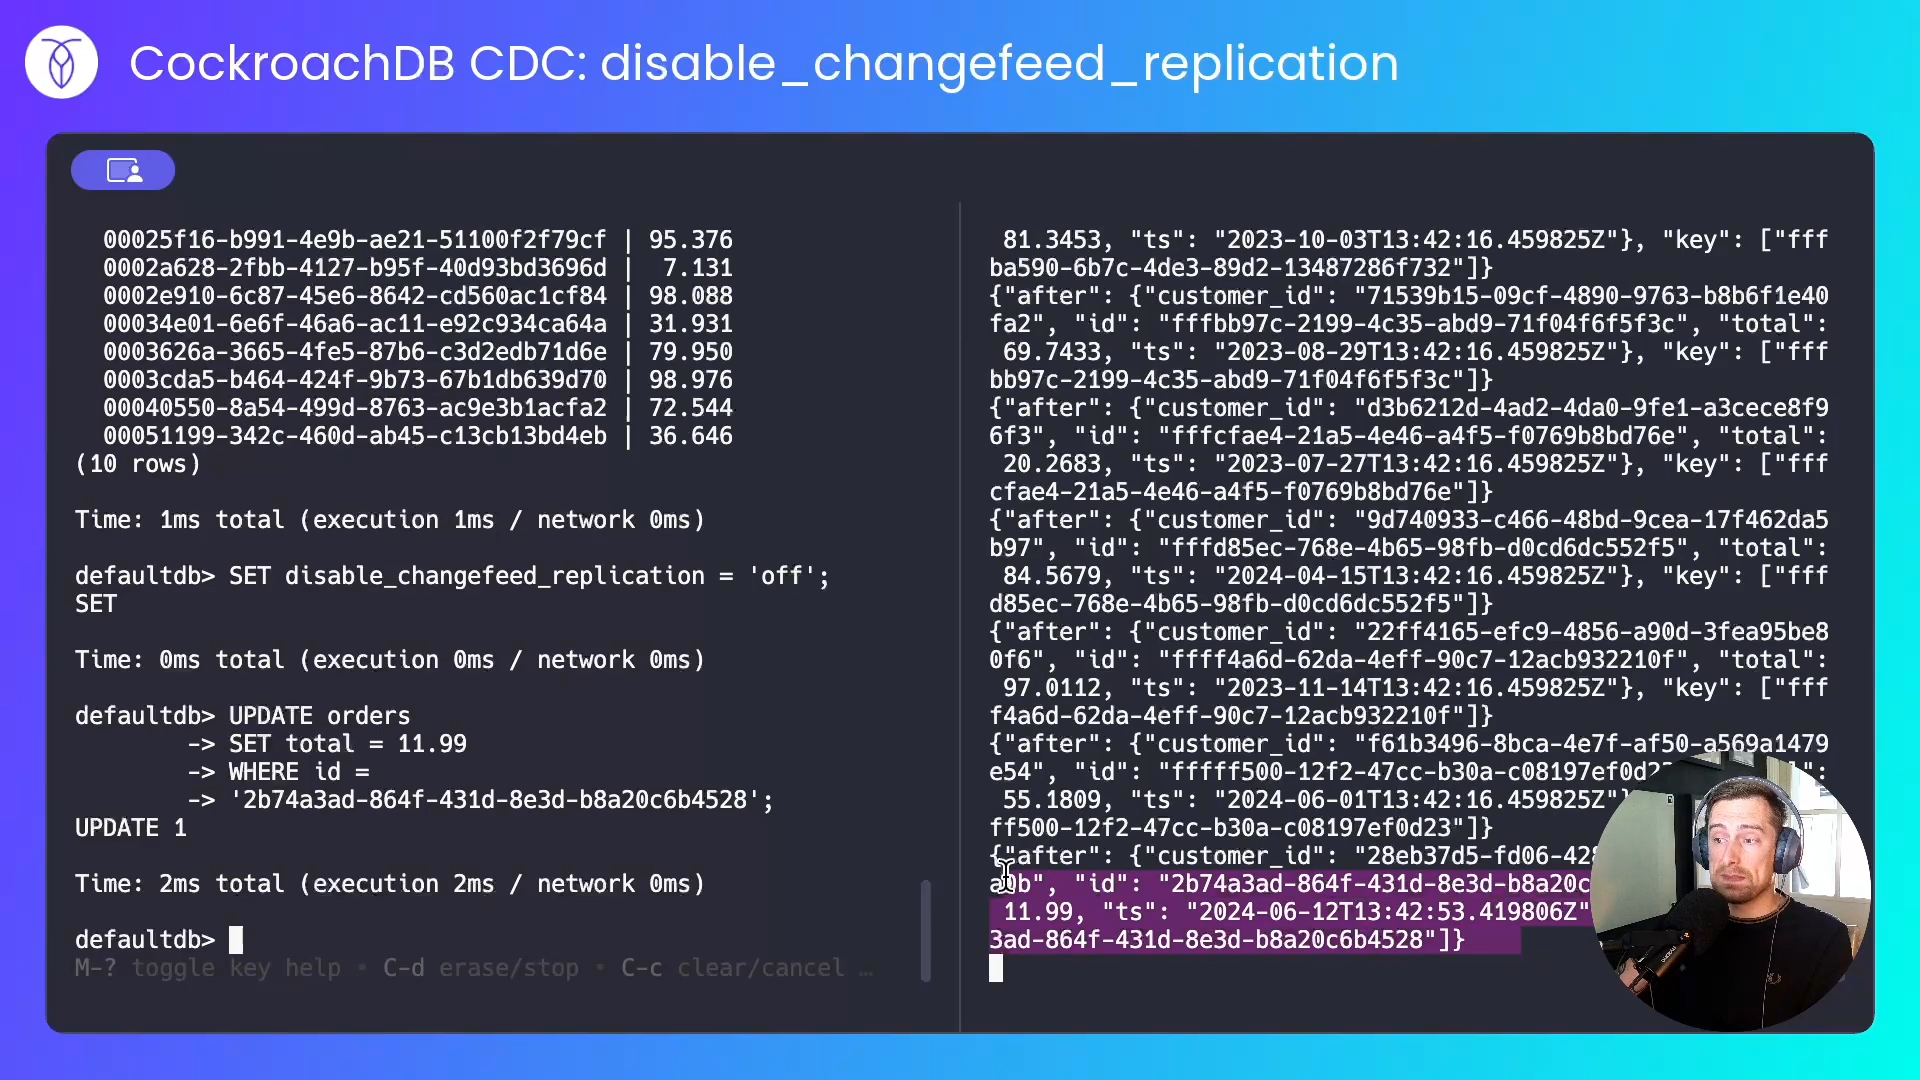 CockroachDB CDC: disable_changefeed_replication
00025f16-b991-4e9b-ae21-51100f2f79cf | 95.376
0002a628-2fbb-4127-b95f-40d93bd3696d | 7.131
0002e910-6c87-45e6-8642-cd560ac1cf84 | 98.088
00034e01-6e6f-46a6-ac11-e92c934ca64a | 31.931
0003626a-3665-4fe5-87b6-c3d2edb71d6e | 79.950
0003cda5-b464-424f-9b73-67b1db639d70 | 98.976
00040550-8a54-499d-8763-ac9e3b1acfa2 | 72.544
00051199-342c-460d-ab45-c13cb13bd4eb | 36.646
(10 rows)
Time: 1ms total (execution 1ms / network 0ms)
defaultdb> SET disable_changefeed_replication = 'off';
SET
Time: 0ms total (execution 0ms / network 0ms)
defaultdb> UPDATE orders
-> SET total = 11.99
-> WHERE id =
-> '2b74a3ad-864f-431d-8e3d-b8a20c6b4528';
UPDATE 1
Time: 2ms total (execution 2ms / network 0ms)
defaultdb>
M-? toggle key help • C-d erase/stop • C-c clear/cancel …
81.3453, "ts": "2023-10-03T13:42:16.459825Z"}, "key": ["fff
ba590-6b7c-4de3-89d2-13487286f732"]}
{"after": {"customer_id": "71539b15-09cf-4890-9763-b8b6f1e40
fa2", "id": "fffbb97c-2199-4c35-abd9-71f04f6f5f3c", "total":
69.7433, "ts": "2023-08-29T13:42:16.459825Z"}, "key": ["fff
bb97c-2199-4c35-abd9-71f04f6f5f3c"]}
{"after": {"customer_id": "d3b6212d-4ad2-4da0-9fe1-a3cece8f9
6f3", "id": "fffcfae4-21a5-4e46-a4f5-f0769b8bd76e", "total":
20.2683, "ts": "2023-07-27T13:42:16.459825Z"}, "key": ["fff
cfae4-21a5-4e46-a4f5-f0769b8bd76e"]}
{"after": {"customer_id": "9d740933-c466-48bd-9cea-17f462da5
b97", "id": "fffd85ec-768e-4b65-98fb-d0cd6dc552f5", "total":
84.5679, "ts": "2024-04-15T13:42:16.459825Z"}, "key": ["fff
d85ec-768e-4b65-98fb-d0cd6dc552f5"]}
{"after": {"customer_id": "22ff4165-efc9-4856-a90d-3fea95be8
0f6", "id": "ffff4a6d-62da-4eff-90c7-12acb932210f", "total":
97.0112, "ts": "2023-11-14T13:42:16.459825Z"}, "key": ["fff
f4a6d-62da-4eff-90c7-12acb932210f"]}
{"after": {"customer_id": "f61b3496-8bca-4e7f-af50-a569a1479
e54", "id": "fffff500-12f2-47cc-b30a-c08197ef0d
55.1809, "ts": "2024-06-01T13:42:16.459825Z"
ff500-12f2-47cc-b30a-c08197ef0d23"]}
{"after": {"customer_id": "28eb37d5-fd06-428
"id": "2b74a3ad-864f-431d-8e3d-b8a20c
11.99, "ts": "2024-06-12T13:42:53.419806Z"
3ad-864f-431d-8e3d-b8a20c6b4528"]}